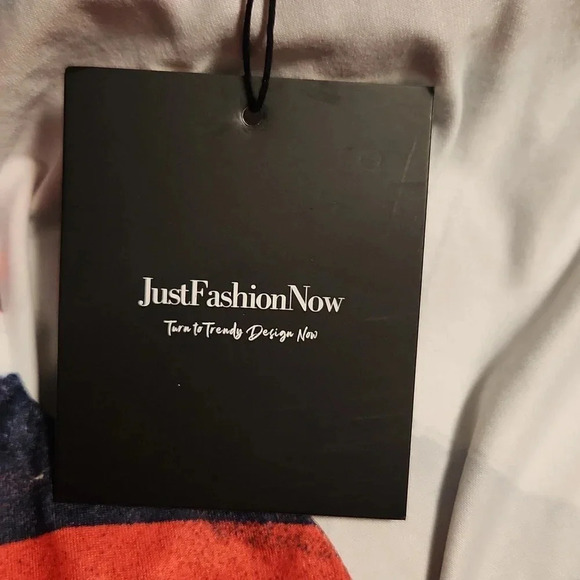 JustFashionNow
Turn to Trendy Design Now